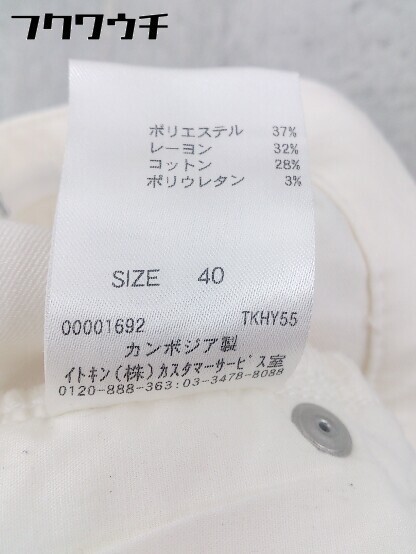 フクワウチ
ポリエステル 37%
レーヨン 32%
コットン 28%
ポリウレタン 3%
SIZE 40
00001692 TKHY55
カンボジア製
イトキン(株)カスタマーサービス室
0120-888-363:03-3478-8088